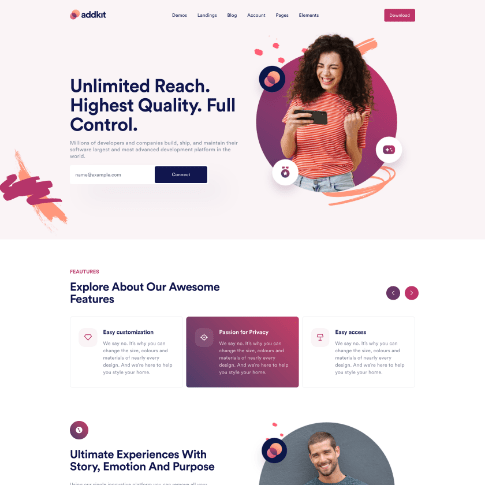 addkit
Demos Landings Blog Account Pages Elements
Download
Unlimited Reach.
Highest Quality. Full
Control.
Millions of developers and companies build, ship, and maintain their
software largest and most advanced development platform in the
world.
name@example.com
Connect
FEAUTURES
Explore About Our Awesome
Features
Easy customization
We say no. It's why you can
change the size, colours and
materials of nearly every
design. And we're here to help
you style your home.
Passion for Privacy
We say no. It's why you can
change the size, colours and
materials of nearly every
design. And we're here to help
you style your home.
Easy access
We say no. It's why you can
change the size, colours and
materials of nearly every
design. And we're here to help
you style your home.
Ultimate Experiences With
Story, Emotion And Purpose